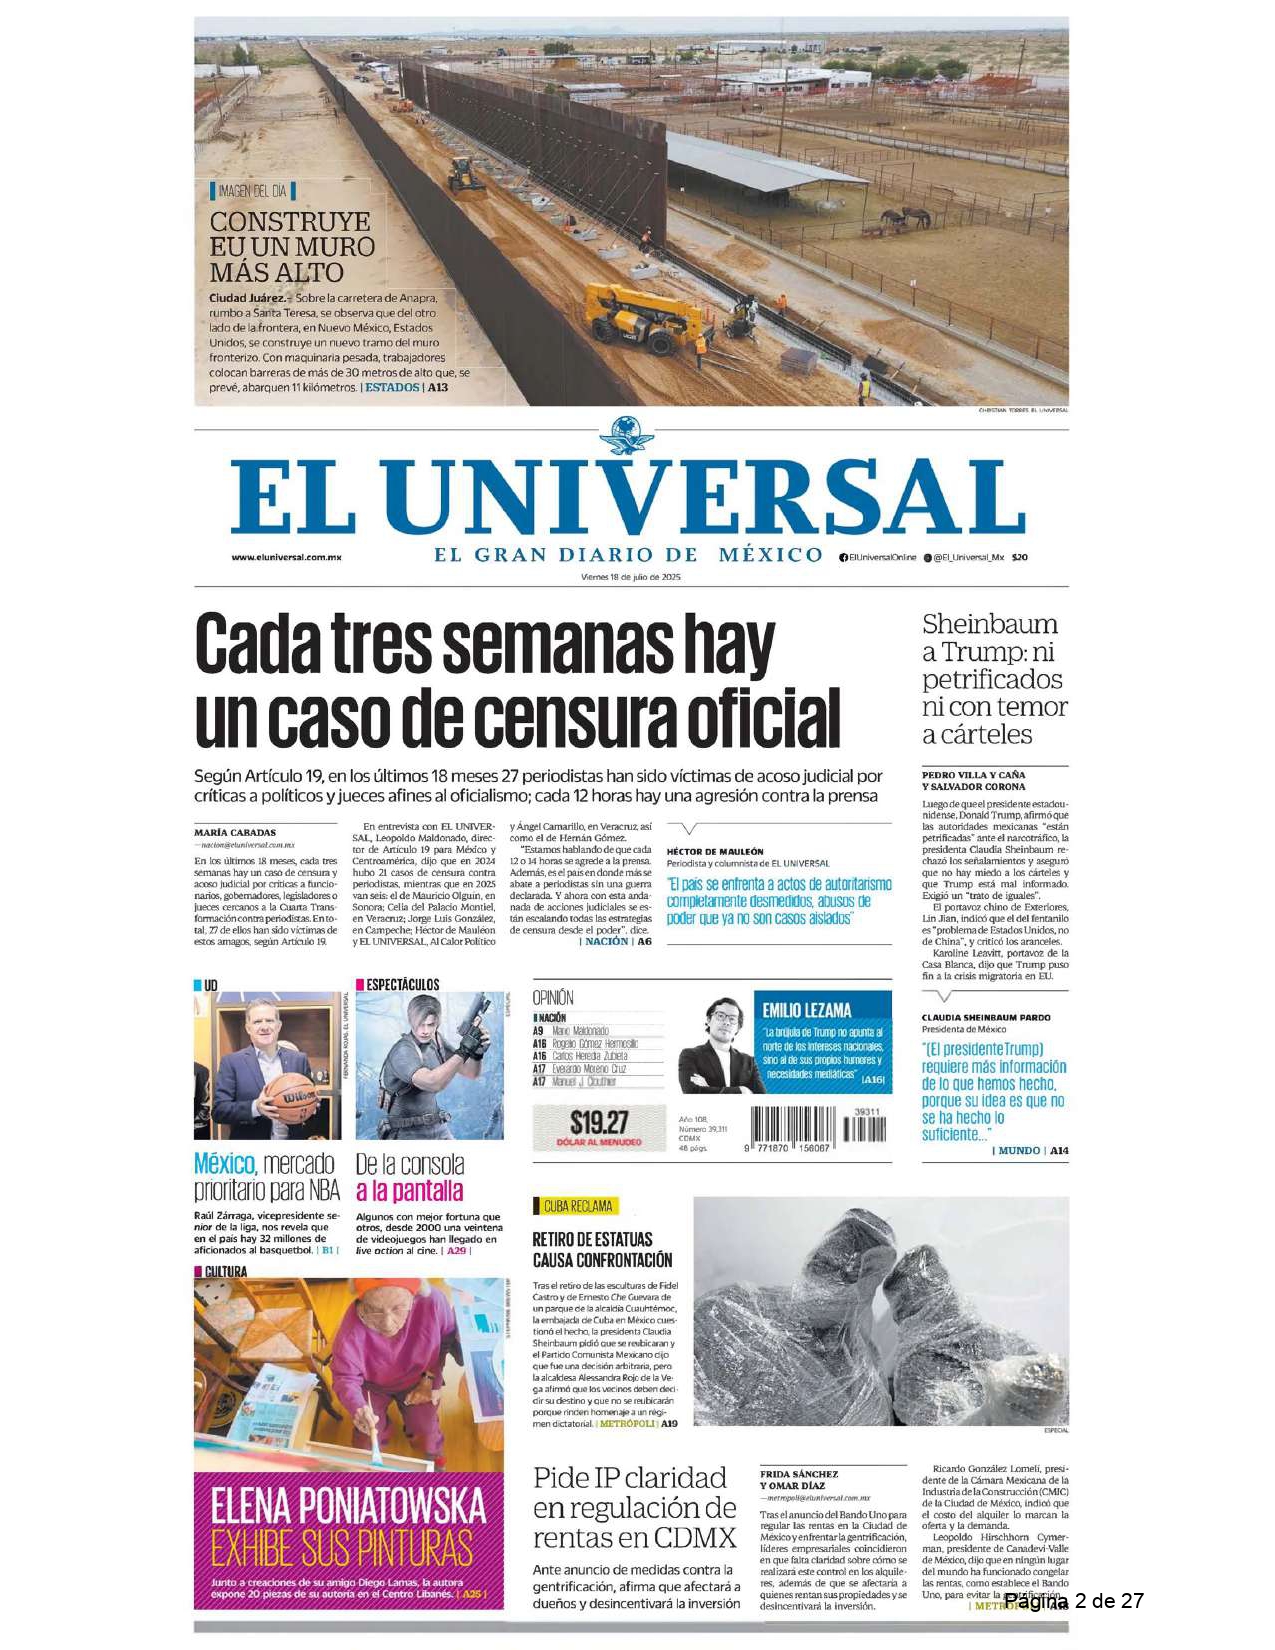 IMAGEN DEL DÍA
CONSTRUYE
EU UN MURO
MÁS ALTO
Ciudad Juárez.– Sobre la carretera de Anapra,
rumbo a Santa Teresa, se observa que del otro
lado de la frontera, en Nuevo México, Estados
Unidos, se construye un nuevo tramo del muro
fronterizo. Con maquinaria pesada, trabajadores
colocan barreras de más de 30 metros de alto que, se
prevé, abarquen 11 kilómetros. | ESTADOS | A13
CHRISTIAN TORRES. EL UNIVERSAL
EL UNIVERSAL
EL GRAN DIARIO DE MÉXICO
www.eluniversal.com.mx
ElUniversalOnline @El_Universal_Mx $20
Viernes 18 de julio de 2025
Cada tres semanas hay
un caso de censura oficial
Según Artículo 19, en los últimos 18 meses 27 periodistas han sido víctimas de acoso judicial por
críticas a políticos y jueces afines al oficialismo; cada 12 horas hay una agresión contra la prensa
MARÍA CABADAS
—nacion@eluniversal.com.mx
En los últimos 18 meses, cada tres
semanas hay un caso de censura y
acoso judicial por críticas a funcio-
narios, gobernadores, legisladores o
jueces cercanos a la Cuarta Trans-
formación contra periodistas. En to-
tal, 27 de ellos han sido víctimas de
estos amagos, según Artículo 19.
En entrevista con EL UNIVER-
SAL, Leopoldo Maldonado, direc-
tor de Artículo 19 para México y
Centroamérica, dijo que en 2024
hubo 21 casos de censura contra
periodistas, mientras que en 2025
van seis: el de Mauricio Olguín, en
Sonora; Celia del Palacio Montiel,
en Veracruz; Jorge Luis González,
en Campeche; Héctor de Mauleón
y EL UNIVERSAL, Al Calor Político
y Ángel Camarillo, en Veracruz, así
como el de Hernán Gómez.
"Estamos hablando de que cada
12 o 14 horas se agrede a la prensa.
Además, es el país en donde más se
abate a periodistas sin una guerra
declarada. Y ahora con esta anda-
nada de acciones judiciales se es-
tán escalando todas las estrategias
de censura desde el poder", dice.
| NACIÓN | A6
HÉCTOR DE MAULEÓN
Periodista y columnista de EL UNIVERSAL
"El país se enfrenta a actos de autoritarismo
completamente desmedidos, abusos de
poder que ya no son casos aislados"
Sheinbaum
a Trump: ni
petrificados
ni con temor
a cárteles
PEDRO VILLA Y CAÑA
Y SALVADOR CORONA
Luego de que el presidente estadou-
nidense, Donald Trump, afirmó que
las autoridades mexicanas "están
petrificadas" ante el narcotráfico, la
presidenta Claudia Sheinbaum re-
chazó los señalamientos y aseguró
que no hay miedo a los cárteles y
que Trump está mal informado.
Exigió un "trato de iguales".
El portavoz chino de Exteriores,
Lin Jian, indicó que el del fentanilo
es "problema de Estados Unidos, no
de China", y criticó los aranceles.
Karoline Leavitt, portavoz de la
Casa Blanca, dijo que Trump puso
fin a la crisis migratoria en EU.
CLAUDIA SHEINBAUM PARDO
Presidenta de México
"(El presidente Trump)
requiere más información
de lo que hemos hecho,
porque su idea es que no
se ha hecho lo
suficiente..."
| MUNDO | A14
UD
FERNANDA ROJAS. EL UNIVERSAL
México, mercado
prioritario para NBA
Raúl Zárraga, vicepresidente se-
nior de la liga, nos revela que
en el país hay 32 millones de
aficionados al basquetbol. | B1 |
ESPECTÁCULOS
ESPECIAL
De la consola
a la pantalla
Algunos con mejor fortuna que
otros, desde 2000 una veintena
de videojuegos han llegado en
live action al cine. | A29 |
OPINIÓN
NACIÓN
A9 Mario Maldonado
A16 Rogelio Gómez Hermosillo
A16 Carlos Heredia Zubieta
A17 Everardo Moreno Cruz
A17 Manuel J. Clouthier
EMILIO LEZAMA
"La brújula de Trump no apunta al
norte de los intereses nacionales,
sino al de sus propios humores y
necesidades mediáticas"
|A16|
$19.27
DÓLAR AL MENUDEO
Año 108,
Número 39,311
CDMX
48 págs.
39311
9 771870 156067
CULTURA
ELENA PONIATOWSKA
EXHIBE SUS PINTURAS
Junto a creaciones de su amigo Diego Lamas, la autora
expone 20 piezas de su autoría en el Centro Libanés. | A25 |
CUBA RECLAMA
RETIRO DE ESTATUAS
CAUSA CONFRONTACIÓN
Tras el retiro de las esculturas de Fidel
Castro y de Ernesto Che Guevara de
un parque de la alcaldía Cuauhtémoc,
la embajada de Cuba en México cues-
tionó el hecho, la presidenta Claudia
Sheinbaum pidió que se reubicaran y
el Partido Comunista Mexicano dijo
que fue una decisión arbitraria, pero
la alcaldesa Alessandra Rojo de la Ve-
ga afirmó que los vecinos deben deci-
dir su destino y que no se reubicarán
porque rinden homenaje a un régi-
men dictatorial. | METRÓPOLI | A19
ESPECIAL
Pide IP claridad
en regulación de
rentas en CDMX
Ante anuncio de medidas contra la
gentrificación, afirma que afectará a
dueños y desincentivará la inversión
FRIDA SÁNCHEZ
Y OMAR DÍAZ
—metropoli@eluniversal.com.mx
Tras el anuncio del Bando Uno para
regular las rentas en la Ciudad de
México y enfrentar la gentrificación,
líderes empresariales coincidieron
en que falta claridad sobre cómo se
realizará este control en los alquile-
res, además de que se afectaría a
quienes rentan sus propiedades y se
desincentivará la inversión.
Ricardo González Lomelí, presi-
dente de la Cámara Mexicana de la
Industria de la Construcción (CMIC)
de la Ciudad de México, indicó que
el costo del alquiler lo marcan la
oferta y la demanda.
Leopoldo Hirschhorn Cymer-
man, presidente de Canadevi-Valle
de México, dijo que en ningún lugar
del mundo ha funcionado congelar
las rentas, como establece el Bando
Uno, para evitar la gentrificación.
| METRÓPOLI | A18
Página 2 de 27